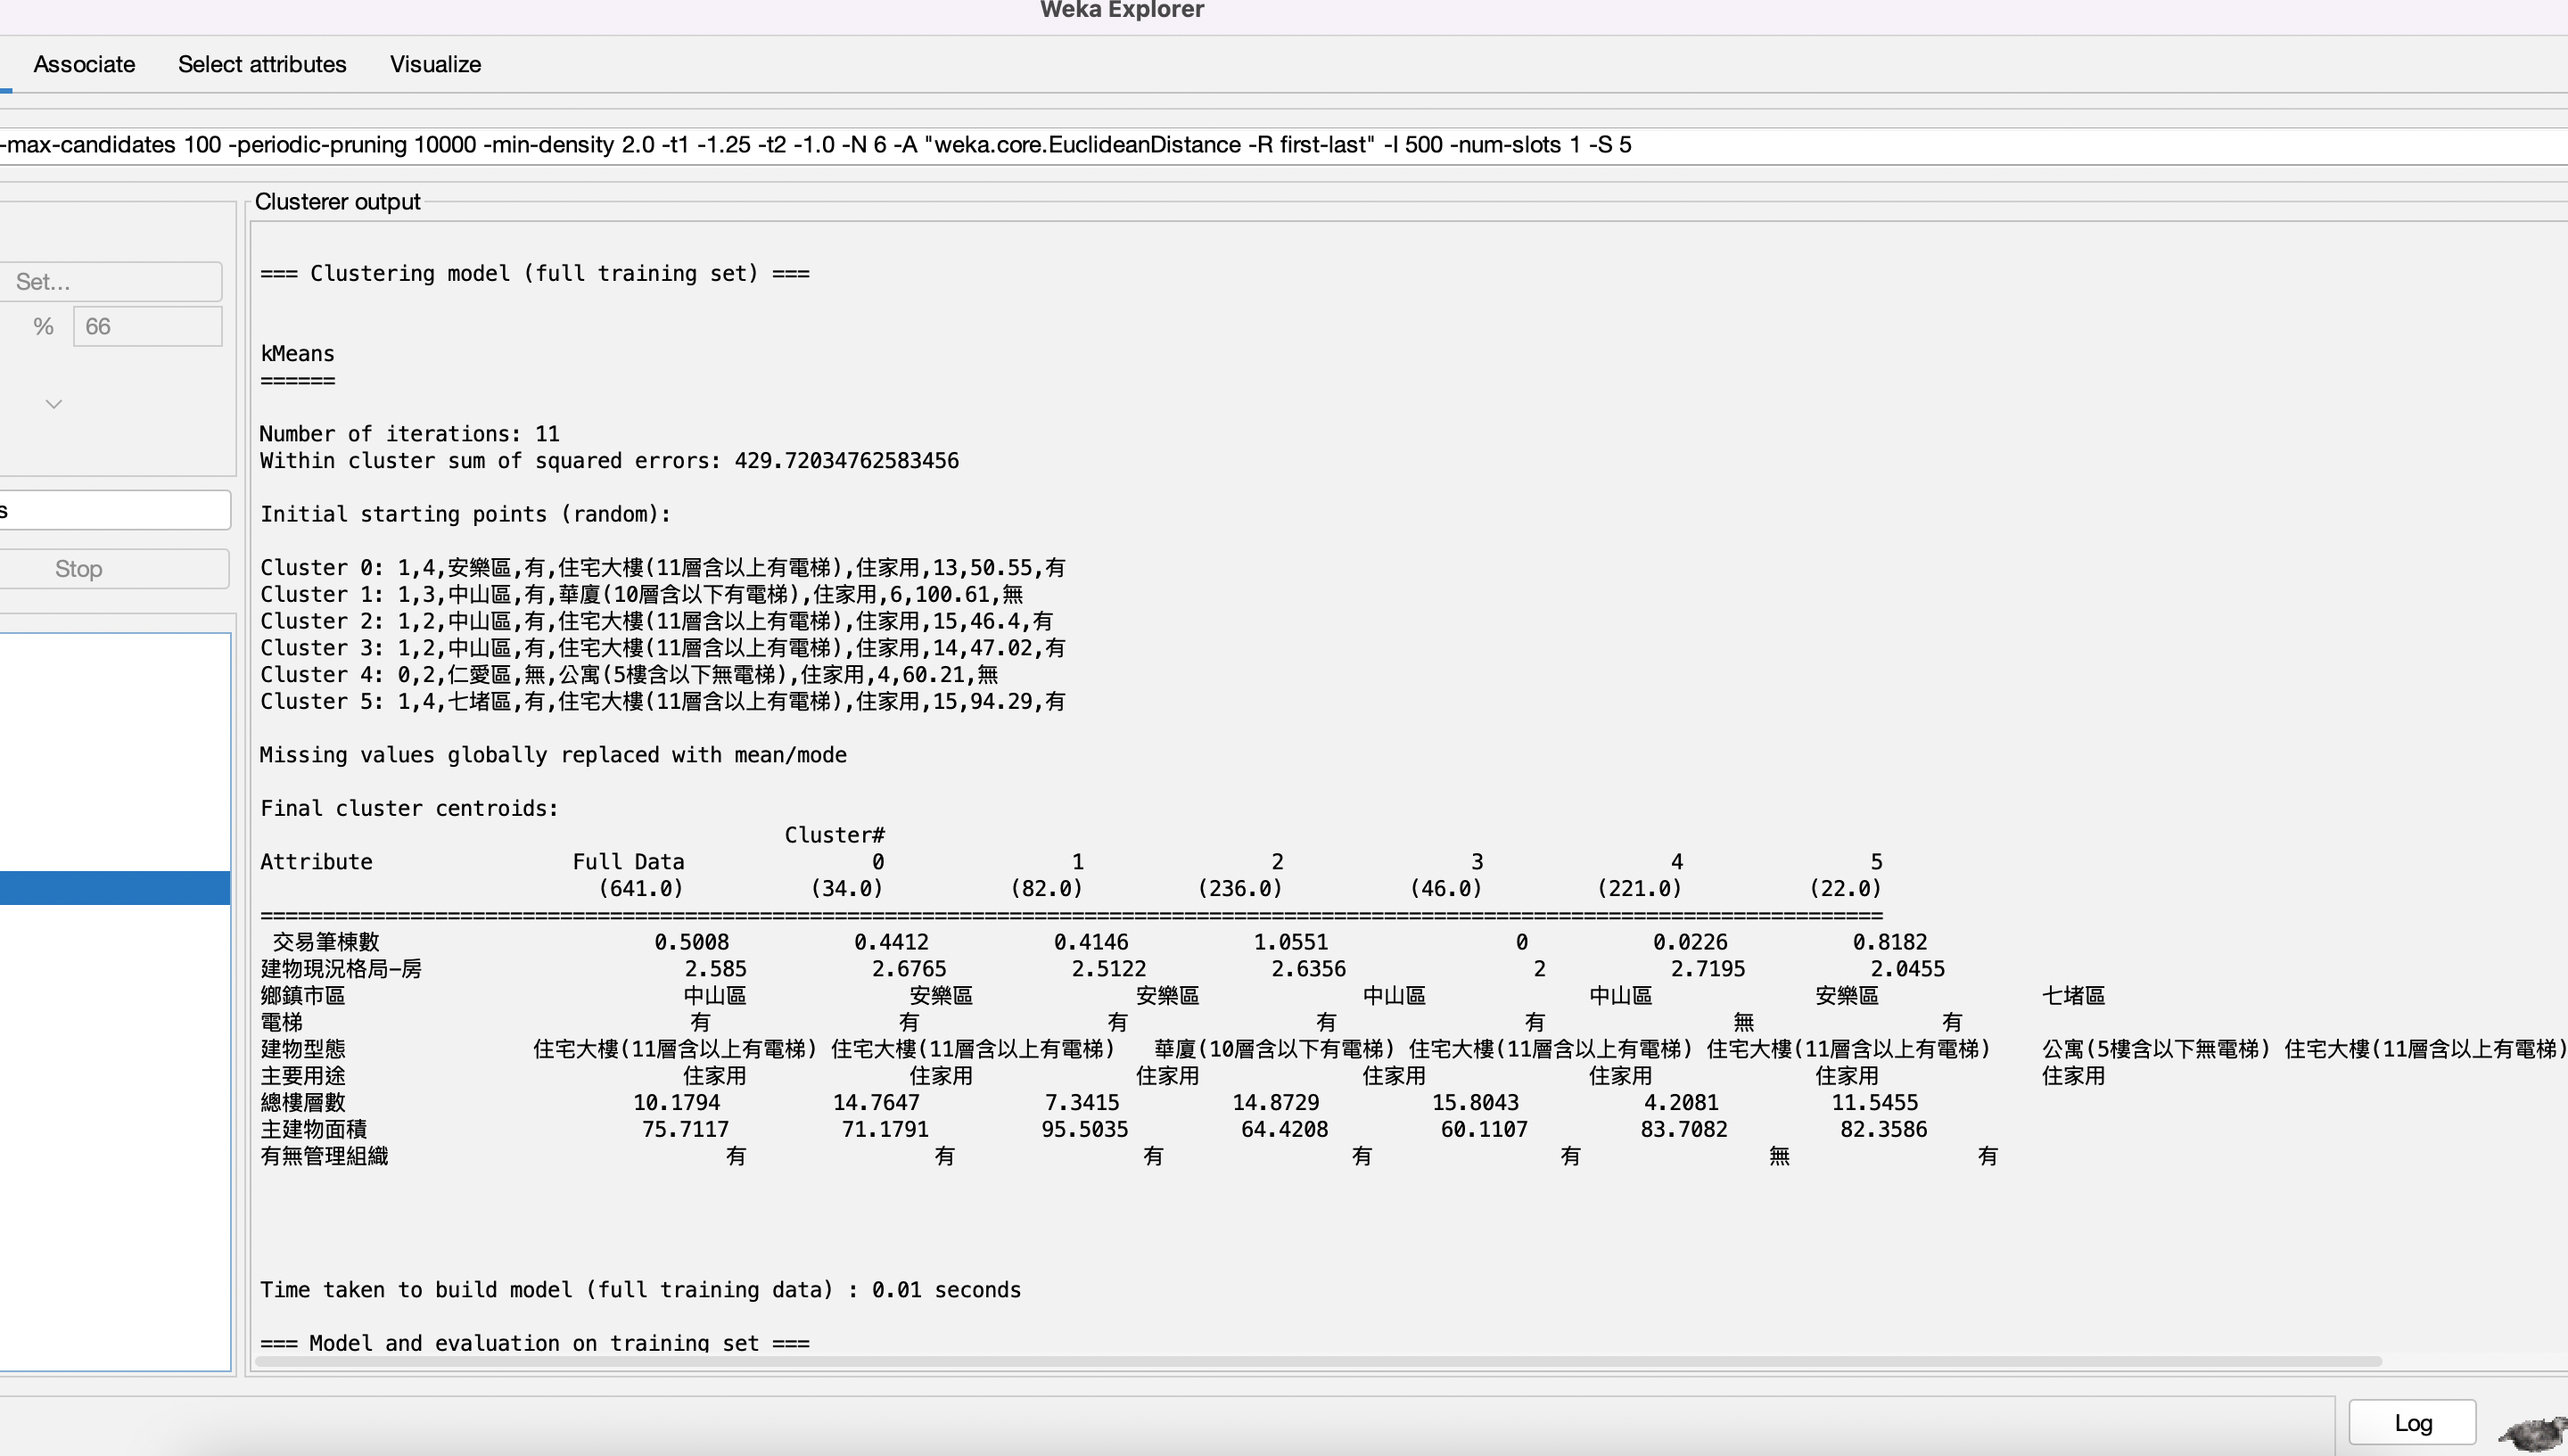 Weka Explorer
Associate Select attributes Visualize
-max-candidates 100 -periodic-pruning 10000 -min-density 2.0 -t1 -1.25 -t2 -1.0 -N 6 -A "weka.core.EuclideanDistance -R first-last" -I 500 -num-slots 1 -S 5
Clusterer output
Set...
% 66
s
Stop
=== Clustering model (full training set) ===
kMeans
======
Number of iterations: 11
Within cluster sum of squared errors: 429.72034762583456
Initial starting points (random):
Cluster 0: 1,4,安樂區,有,住宅大樓(11層含以上有電梯),住家用,13,50.55,有
Cluster 1: 1,3,中山區,有,華廈(10層含以下有電梯),住家用,6,100.61,無
Cluster 2: 1,2,中山區,有,住宅大樓(11層含以上有電梯),住家用,15,46.4,有
Cluster 3: 1,2,中山區,有,住宅大樓(11層含以上有電梯),住家用,14,47.02,有
Cluster 4: 0,2,仁愛區,無,公寓(5樓含以下無電梯),住家用,4,60.21,無
Cluster 5: 1,4,七堵區,有,住宅大樓(11層含以上有電梯),住家用,15,94.29,有
Missing values globally replaced with mean/mode
Final cluster centroids:
Cluster#
Attribute Full Data 0 1 2 3 4 5
(641.0) (34.0) (82.0) (236.0) (46.0) (221.0) (22.0)
==================================================================================================================================
交易筆棟數 0.5008 0.4412 0.4146 1.0551 0 0.0226 0.8182
建物現況格局-房 2.585 2.6765 2.5122 2.6356 2 2.7195 2.0455
鄉鎮市區 中山區 安樂區 安樂區 中山區 中山區 安樂區 七堵區
電梯 有 有 有 有 有 無 有
建物型態 住宅大樓(11層含以上有電梯) 住宅大樓(11層含以上有電梯) 華廈(10層含以下有電梯) 住宅大樓(11層含以上有電梯) 住宅大樓(11層含以上有電梯) 公寓(5樓含以下無電梯) 住宅大樓(11層含以上有電梯)
主要用途 住家用 住家用 住家用 住家用 住家用 住家用 住家用
總樓層數 10.1794 14.7647 7.3415 14.8729 15.8043 4.2081 11.5455
主建物面積 75.7117 71.1791 95.5035 64.4208 60.1107 83.7082 82.3586
有無管理組織 有 有 有 有 有 無 有
Time taken to build model (full training data) : 0.01 seconds
=== Model and evaluation on training set ===
Log